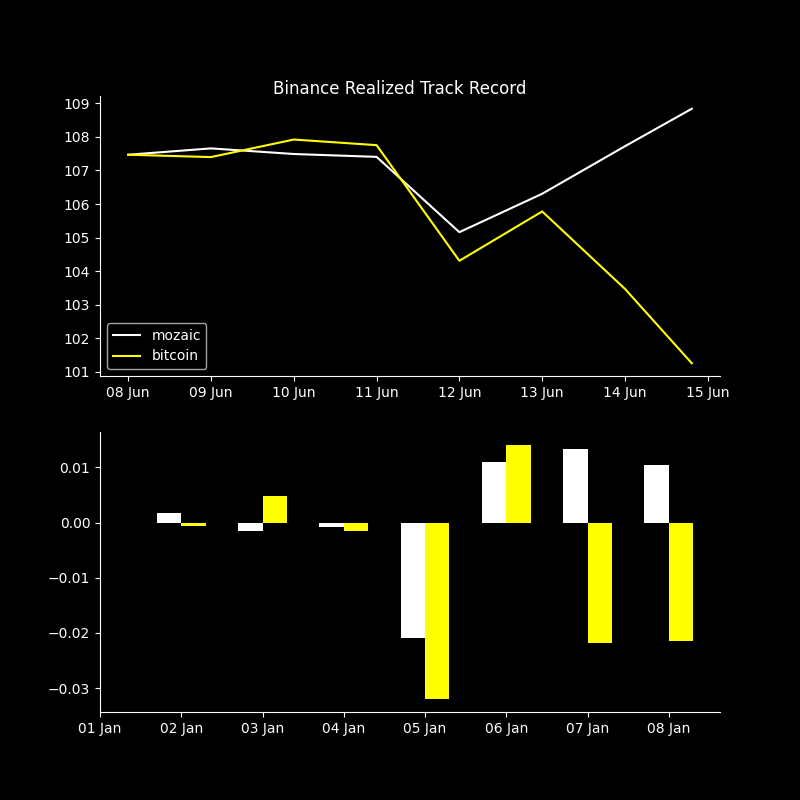 Binance Realized Track Record
109
108
107
106
105
104
103
102
101
mozaic
bitcoin
08 Jun 09 Jun 10 Jun 11 Jun 12 Jun 13 Jun 14 Jun 15 Jun
0.01
0.00
−0.01
−0.02
−0.03
01 Jan 02 Jan 03 Jan 04 Jan 05 Jan 06 Jan 07 Jan 08 Jan